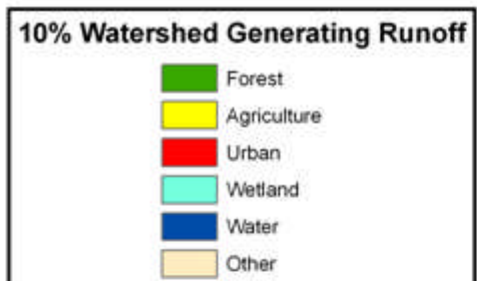 10% Watershed Generating Runoff
Forest
Agriculture
Urban
Wetland
Water
Other